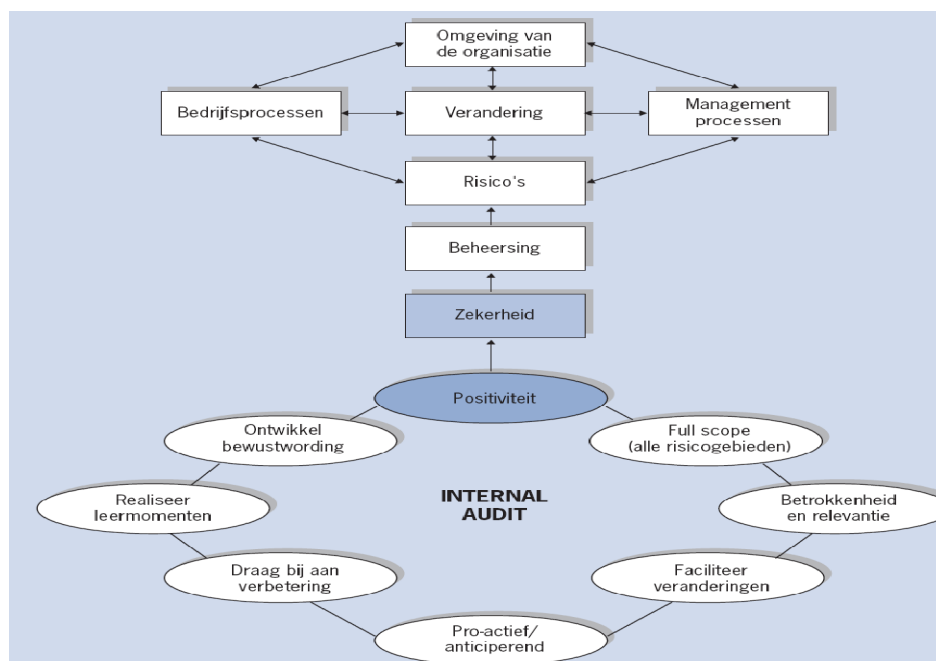 Omgeving van
de organisatie
Bedrijfsprocessen
Verandering
Management
processen
Risico's
Beheersing
Zekerheid
Positiviteit
Ontwikkel
bewustwording
Full scope
(alle risicogebieden)
Realiseer
leermomenten
INTERNAL
AUDIT
Betrokkenheid
en relevantie
Draag bij aan
verbetering
Faciliteer
veranderingen
Pro-actief/
anticiperend